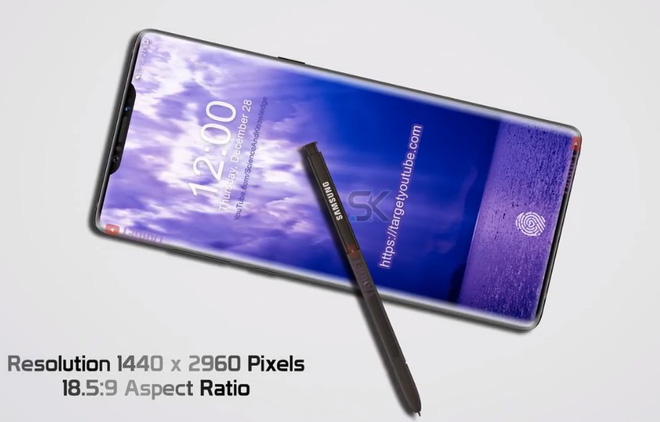 12:00
Thursday, December 28
https://targetyoutube.com
SAMSUNG
SK
Resolution 1440 x 2960 Pixels
18.5:9 Aspect Ratio